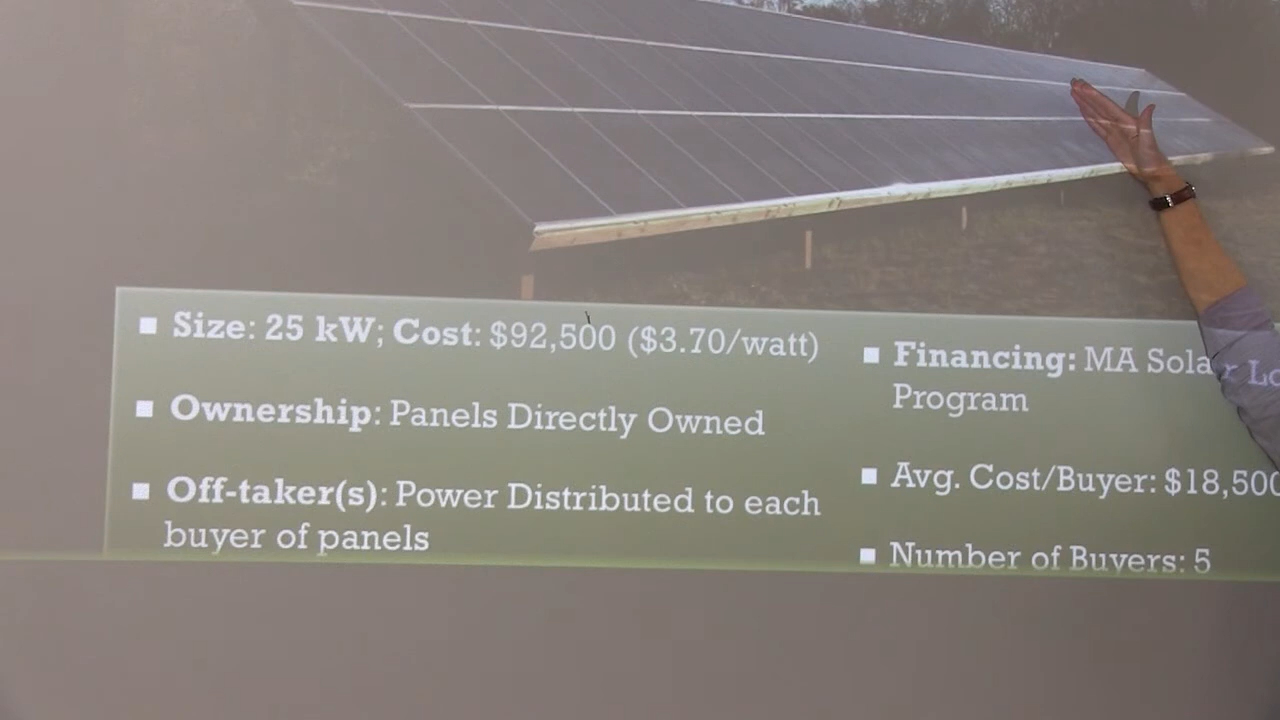 Size: 25 kW; Cost: $92,500 ($3.70/watt)
Ownership: Panels Directly Owned
Off-taker(s): Power Distributed to each
buyer of panels
Financing: MA Solar
Program
Avg. Cost/Buyer: $18,500
Number of Buyers: 5